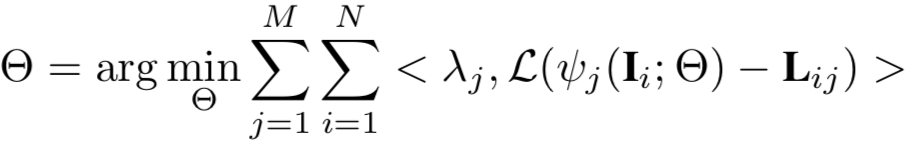 Θ = arg min_Θ ∑_{j=1}^{M} ∑_{i=1}^{N} < λ_j, ℒ(ψ_j(𝐈_i; Θ) − 𝐋_{ij}) >